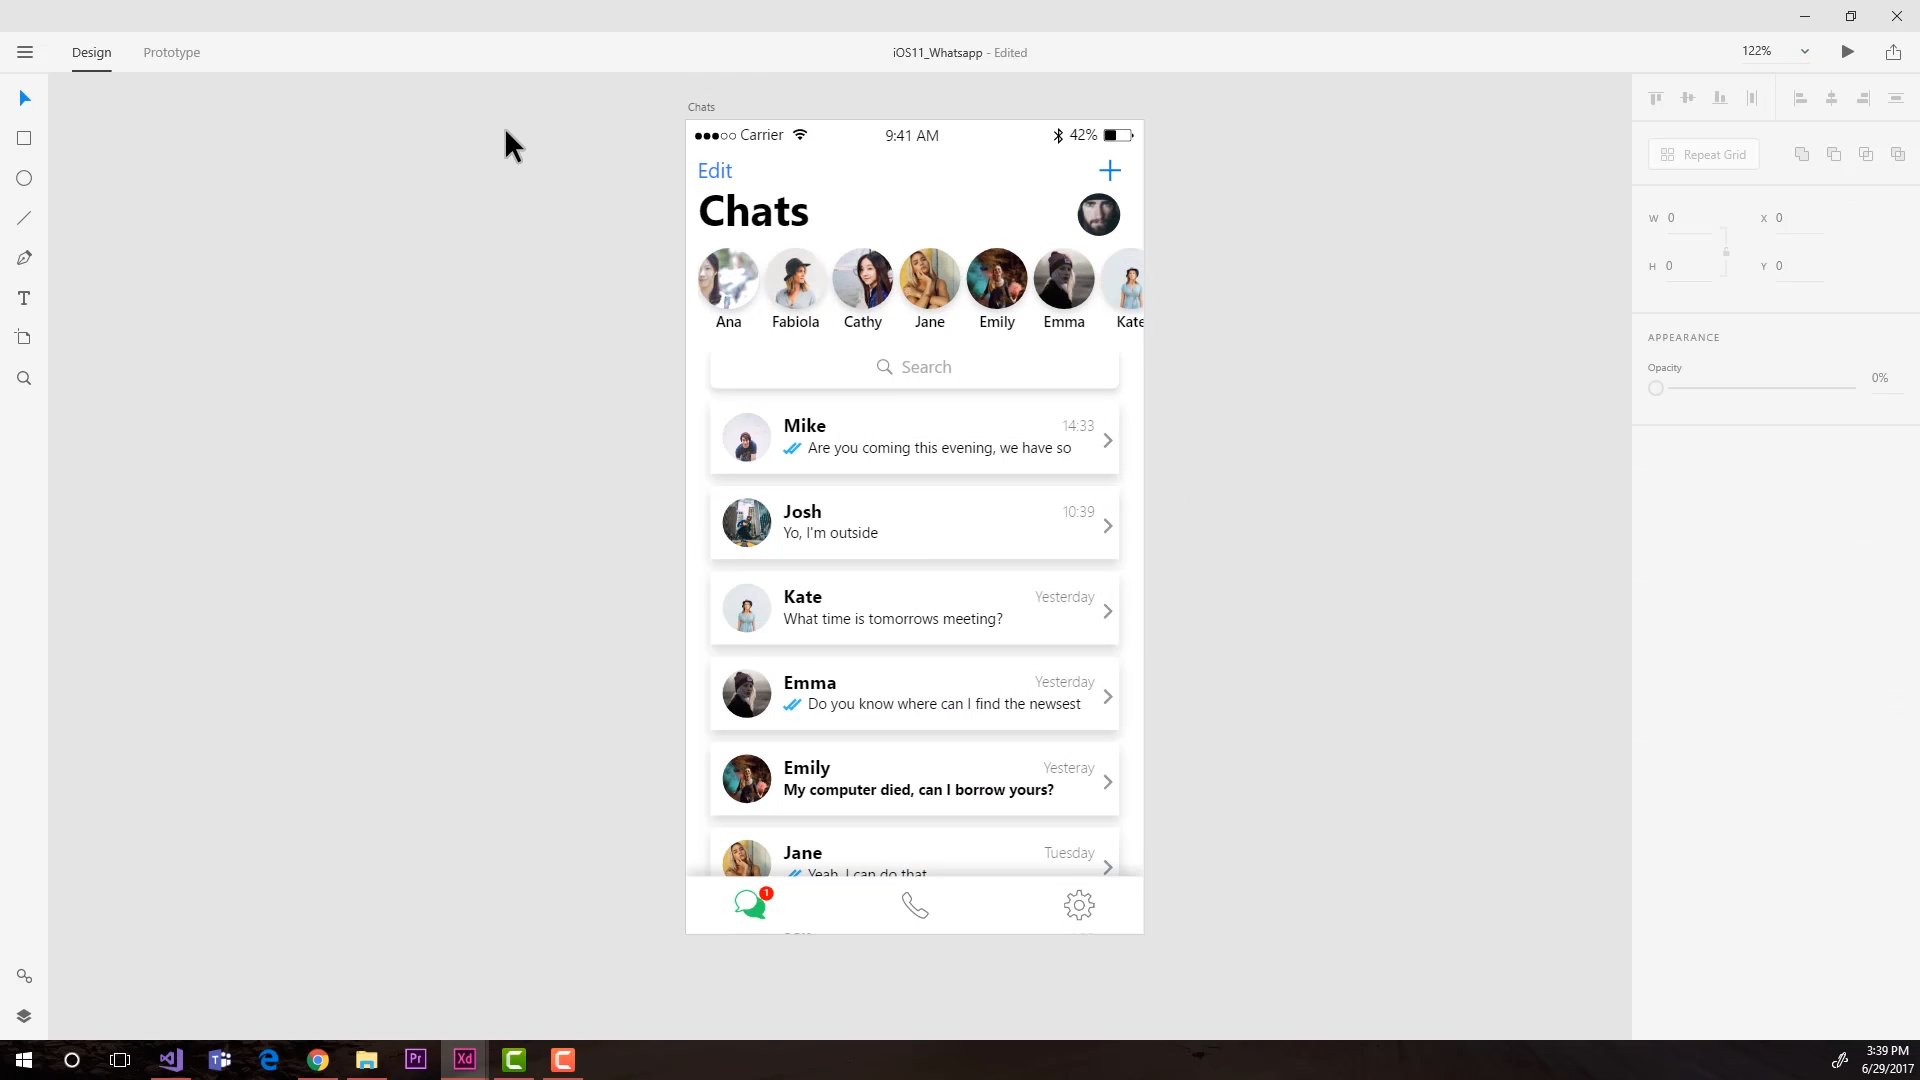 Design
Prototype
iOS11_Whatsapp - Edited
122%
Chats
Carrier
9:41 AM
42%
Edit
Chats
Ana
Fabiola
Cathy
Jane
Emily
Emma
Kate
Search
Mike
14:33
Are you coming this evening, we have so
Josh
10:39
Yo, I'm outside
Kate
Yesterday
What time is tomorrows meeting?
Emma
Yesterday
Do you know where can I find the newsest
Emily
Yesteray
My computer died, can I borrow yours?
Jane
Tuesday
Yeah, I can do that
1
Repeat Grid
W 0
X 0
H 0
Y 0
APPEARANCE
Opacity
0%
Pr
Xd
3:39 PM
6/29/2017